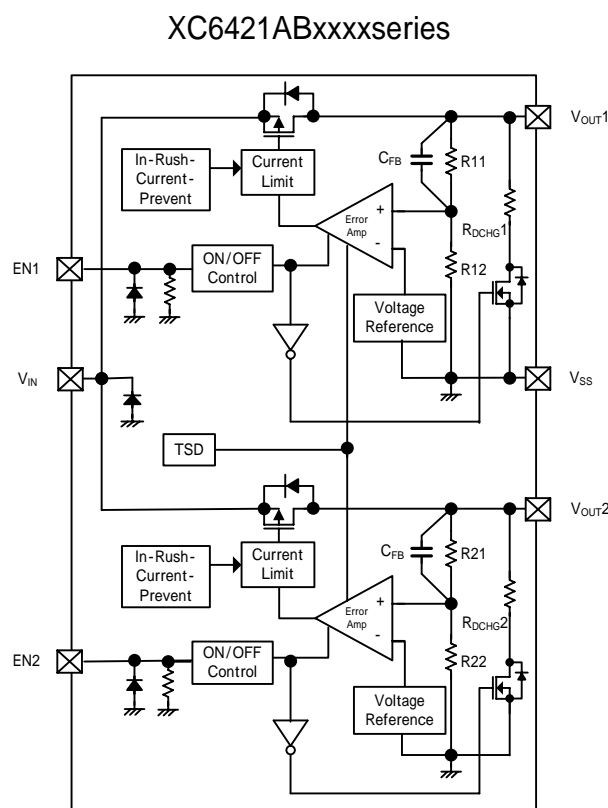 XC6421ABxxxxseries
VOUT1
CFB
R11
In-Rush-
Current-
Prevent
Current
Limit
+
Error
Amp
-
RDCHG1
EN1
ON/OFF
Control
R12
Voltage
Reference
VIN
VSS
TSD
VOUT2
CFB
R21
In-Rush-
Current-
Prevent
Current
Limit
+
Error
Amp
-
RDCHG2
EN2
ON/OFF
Control
R22
Voltage
Reference